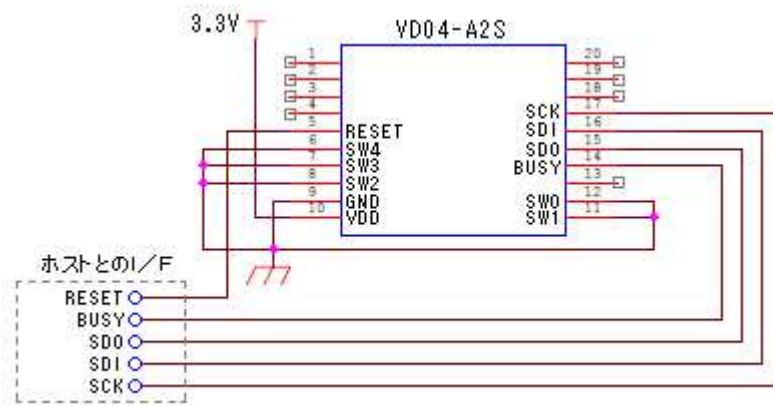 3.3V
VD04-A2S
1
2
3
4
5
6
7
8
9
10
RESET
SW4
SW3
SW2
GND
VDD
20
19
18
17
16
15
14
13
12
11
SCK
SDI
SDO
BUSY
SW0
SW1
ホストとのI/F
RESET
BUSY
SDO
SDI
SCK